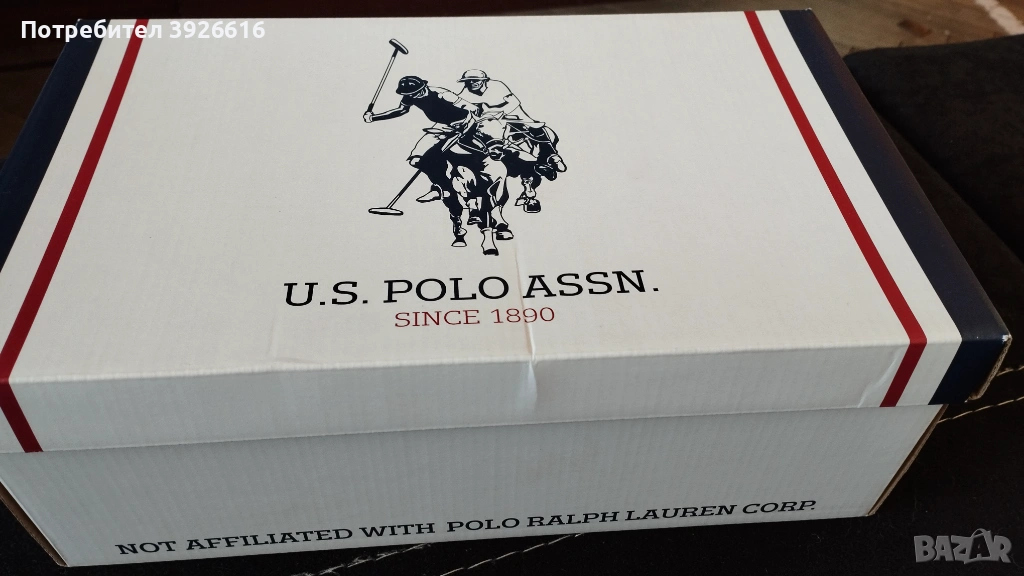 Потребител 3926616
U.S. POLO ASSN.
SINCE 1890
NOT AFFILIATED WITH POLO RALPH LAUREN CORP.
BAZAR